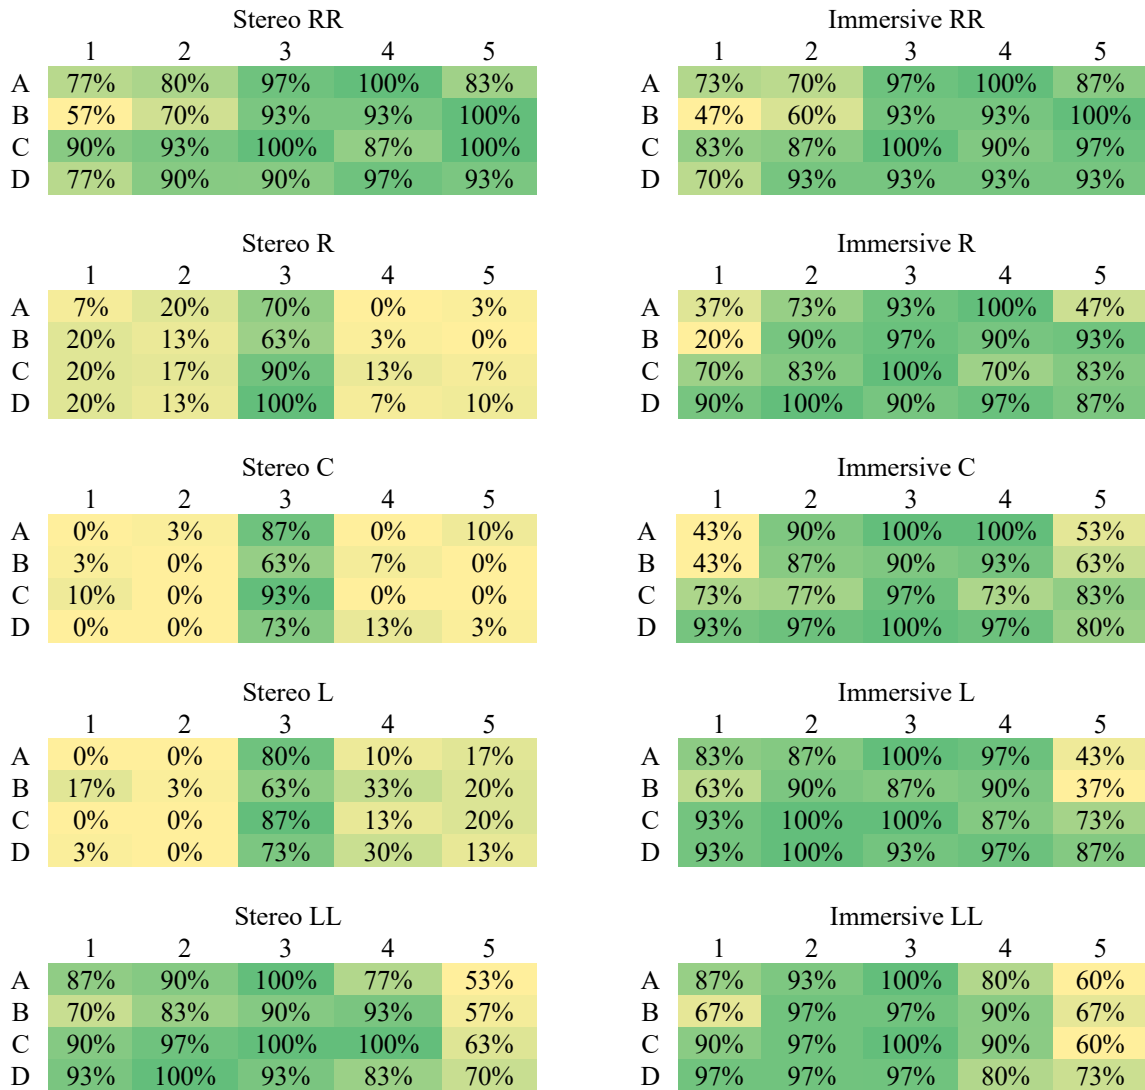 Stereo RR Immersive RR
1 2 3 4 5 1 2 3 4 5
A 77% 80% 97% 100% 83% A 73% 70% 97% 100% 87%
B 57% 70% 93% 93% 100% B 47% 60% 93% 93% 100%
C 90% 93% 100% 87% 100% C 83% 87% 100% 90% 97%
D 77% 90% 90% 97% 93% D 70% 93% 93% 93% 93%
Stereo R Immersive R
1 2 3 4 5 1 2 3 4 5
A 7% 20% 70% 0% 3% A 37% 73% 93% 100% 47%
B 20% 13% 63% 3% 0% B 20% 90% 97% 90% 93%
C 20% 17% 90% 13% 7% C 70% 83% 100% 70% 83%
D 20% 13% 100% 7% 10% D 90% 100% 90% 97% 87%
Stereo C Immersive C
1 2 3 4 5 1 2 3 4 5
A 0% 3% 87% 0% 10% A 43% 90% 100% 100% 53%
B 3% 0% 63% 7% 0% B 43% 87% 90% 93% 63%
C 10% 0% 93% 0% 0% C 73% 77% 97% 73% 83%
D 0% 0% 73% 13% 3% D 93% 97% 100% 97% 80%
Stereo L Immersive L
1 2 3 4 5 1 2 3 4 5
A 0% 0% 80% 10% 17% A 83% 87% 100% 97% 43%
B 17% 3% 63% 33% 20% B 63% 90% 87% 90% 37%
C 0% 0% 87% 13% 20% C 93% 100% 100% 87% 73%
D 3% 0% 73% 30% 13% D 93% 100% 93% 97% 87%
Stereo LL Immersive LL
1 2 3 4 5 1 2 3 4 5
A 87% 90% 100% 77% 53% A 87% 93% 100% 80% 60%
B 70% 83% 90% 93% 57% B 67% 97% 97% 90% 67%
C 90% 97% 100% 100% 63% C 90% 97% 100% 90% 60%
D 93% 100% 93% 83% 70% D 97% 97% 97% 80% 73%